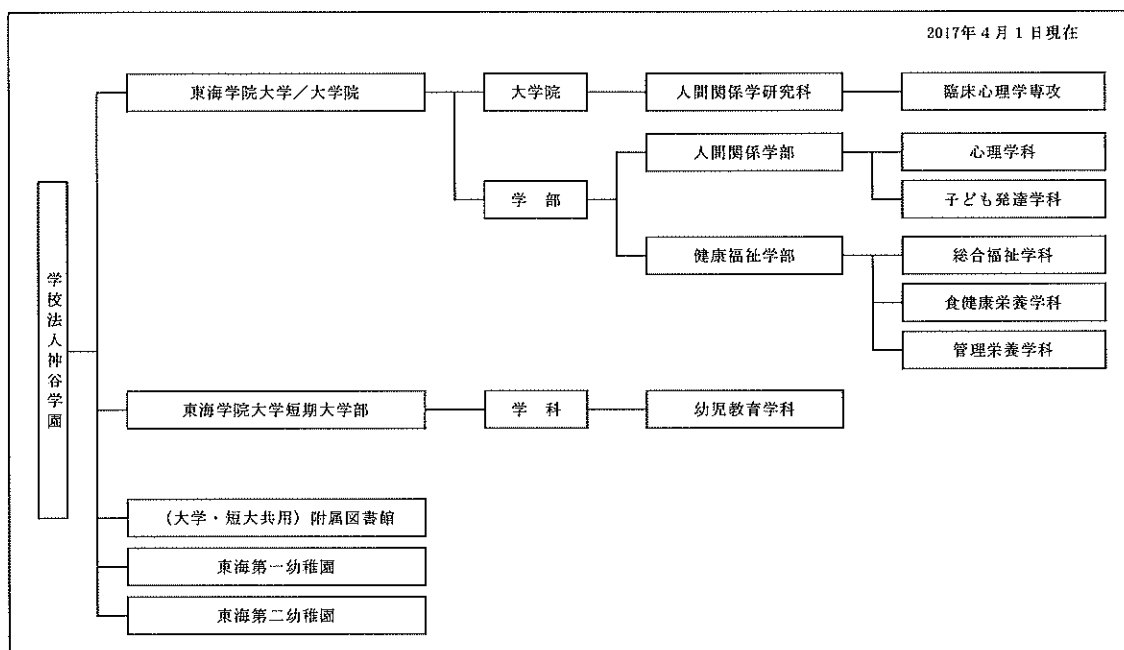 2017年4月1日現在
学校法人神谷学園
東海学院大学／大学院
大学院
人間関係学研究科
臨床心理学専攻
学 部
人間関係学部
心理学科
子ども発達学科
健康福祉学部
総合福祉学科
食健康栄養学科
管理栄養学科
東海学院大学短期大学部
学 科
幼児教育学科
(大学・短大共用) 附属図書館
東海第一幼稚園
東海第二幼稚園